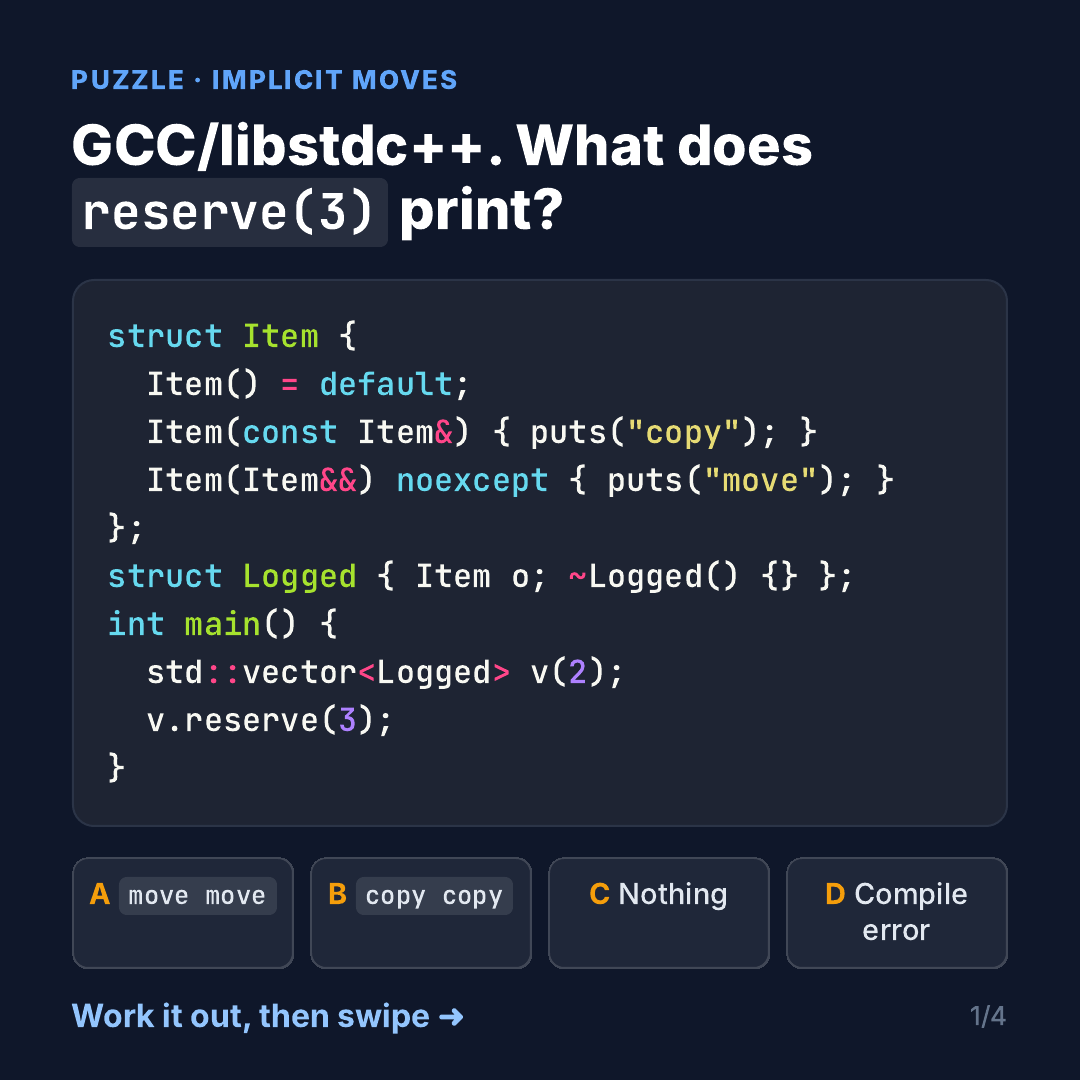 PUZZLE · IMPLICIT MOVES
GCC/libstdc++. What does
reserve(3) print?
struct Item {
  Item() = default;
  Item(const Item&) { puts("copy"); }
  Item(Item&&) noexcept { puts("move"); }
};
struct Logged { Item o; ~Logged() {} };
int main() {
  std::vector<Logged> v(2);
  v.reserve(3);
}
A move move
B copy copy
C Nothing
D Compile
error
Work it out, then swipe ➜
1/4